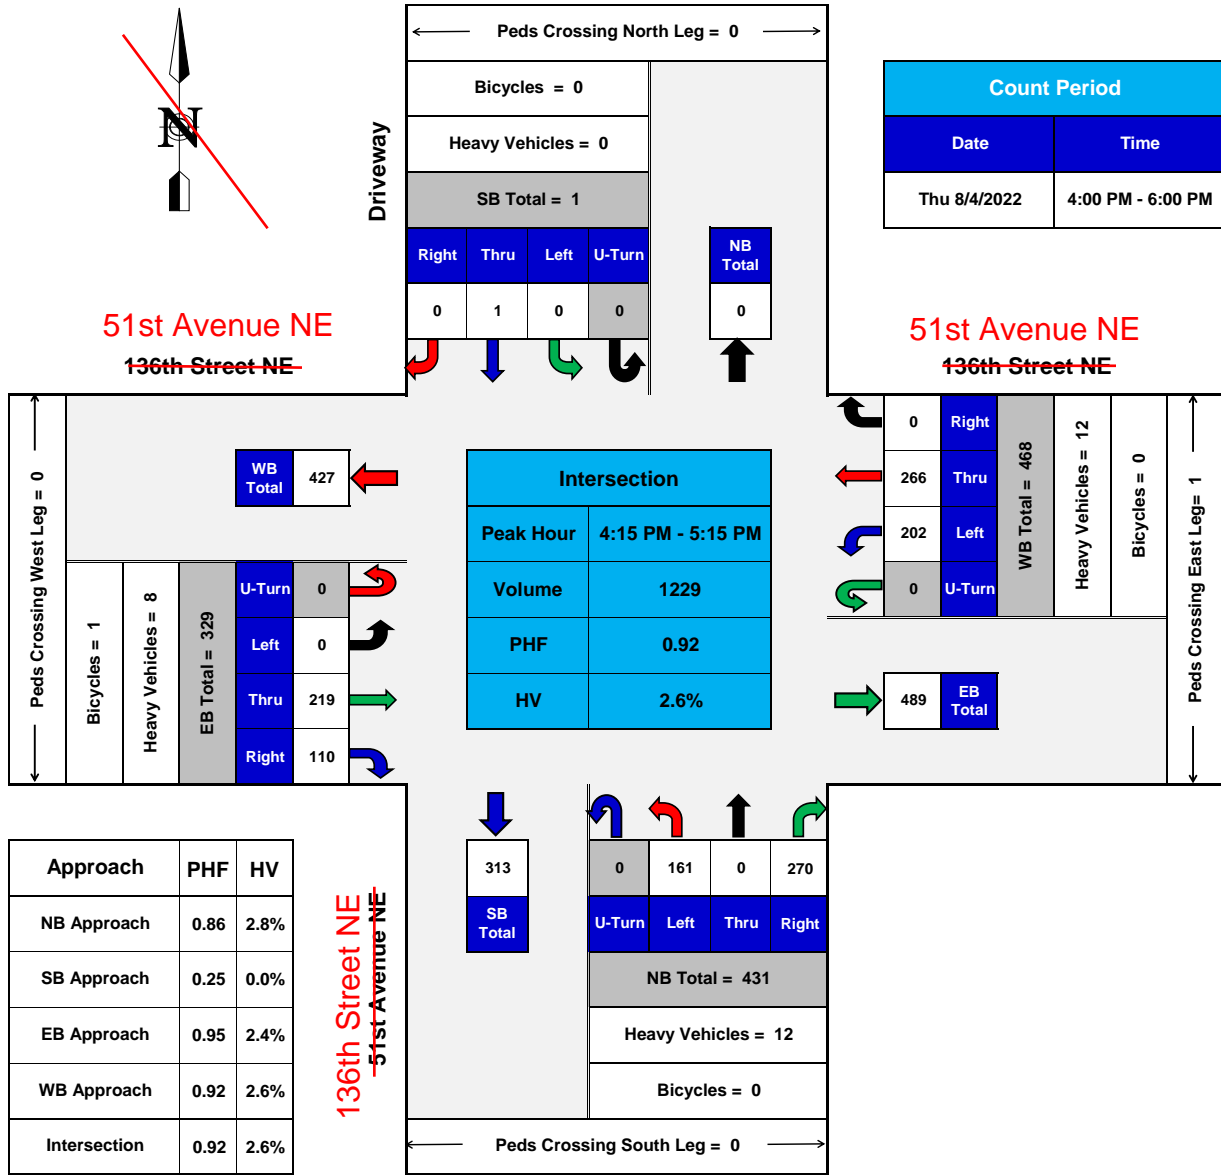 Peds Crossing North Leg = 0
Bicycles = 0
Heavy Vehicles = 0
SB Total = 1
Driveway
Right Thru Left U-Turn
0 1 0 0
NB
Total
0
N
Count Period
Date Time
Thu 8/4/2022 4:00 PM - 6:00 PM
51st Avenue NE
136th Street NE
51st Avenue NE
136th Street NE
Peds Crossing West Leg = 0
WB
Total
427
Bicycles = 1
Heavy Vehicles = 8
EB Total = 329
U-Turn 0
Left 0
Thru 219
Right 110
Intersection
Peak Hour 4:15 PM - 5:15 PM
Volume 1229
PHF 0.92
HV 2.6%
0 Right
266 Thru
202 Left
0 U-Turn
WB Total = 468
Heavy Vehicles = 12
Bicycles = 0
Peds Crossing East Leg= 1
489
EB
Total
Approach PHF HV
NB Approach 0.86 2.8%
SB Approach 0.25 0.0%
EB Approach 0.95 2.4%
WB Approach 0.92 2.6%
Intersection 0.92 2.6%
136th Street NE
51st Avenue NE
313
SB
Total
0 161 0 270
U-Turn Left Thru Right
NB Total = 431
Heavy Vehicles = 12
Bicycles = 0
Peds Crossing South Leg = 0